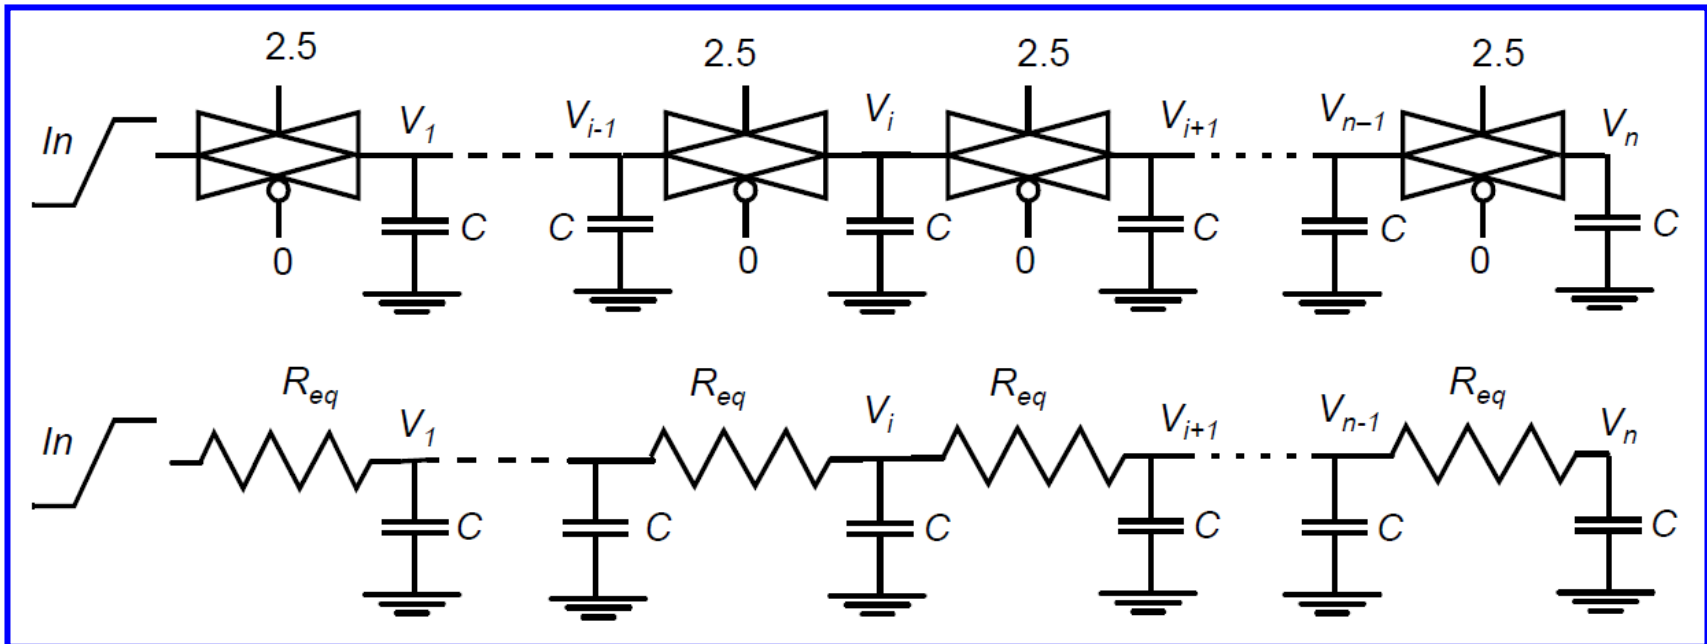 2.5 2.5 2.5 2.5
In V1 Vi-1 Vi Vi+1 Vn–1 Vn
C C C C C C
0 0 0 0
Req Req Req Req
In V1 Vi Vi+1 Vn-1 Vn
C C C C C C